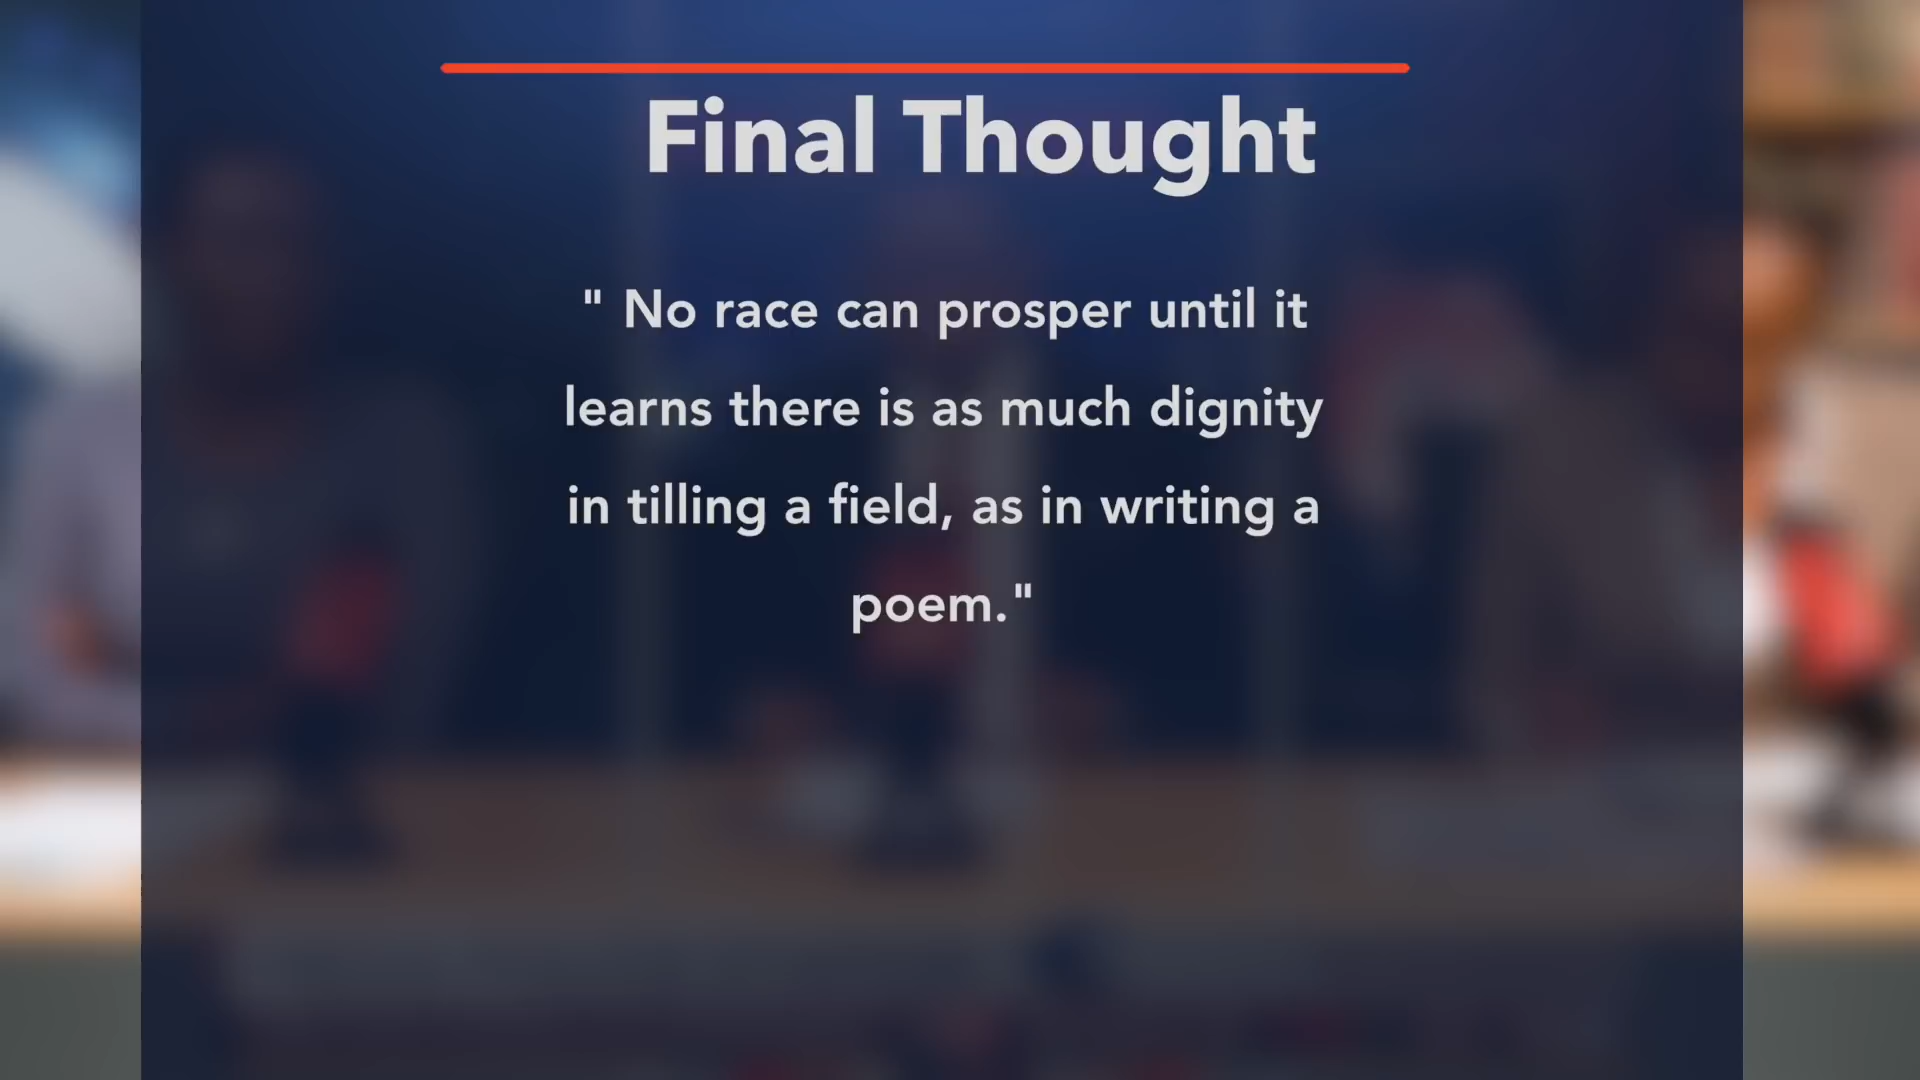 Final Thought
" No race can prosper until it
learns there is as much dignity
in tilling a field, as in writing a
poem."